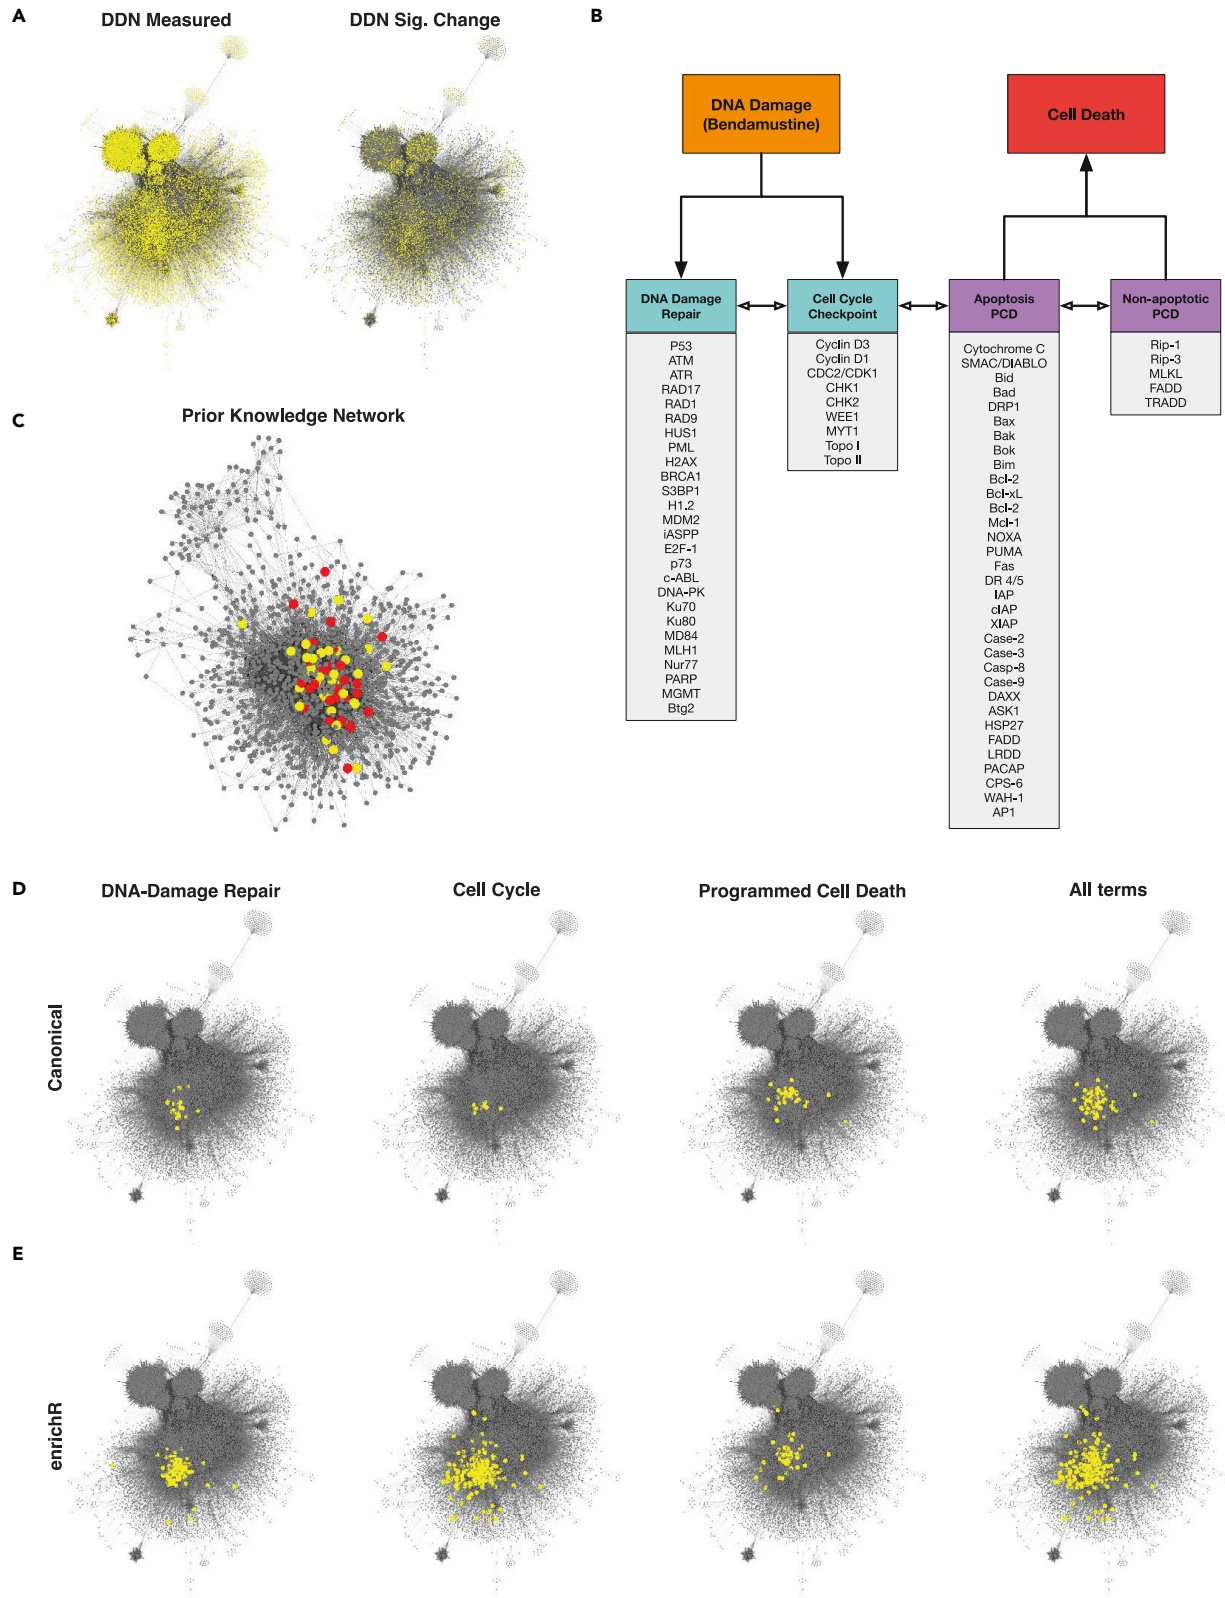 A
DDN Measured
DDN Sig. Change
B
DNA Damage
(Bendamustine)
Cell Death
DNA Damage
Repair
Cell Cycle
Checkpoint
Apoptosis
PCD
Non-apoptotic
PCD
P53
ATM
ATR
RAD17
RAD1
RAD9
HUS1
PML
H2AX
BRCA1
S3BP1
H1.2
MDM2
iASPP
E2F-1
p73
c-ABL
DNA-PK
Ku70
Ku80
MD84
MLH1
Nur77
PARP
MGMT
Btg2
Cyclin D3
Cyclin D1
CDC2/CDK1
CHK1
CHK2
WEE1
MYT1
Topo I
Topo II
Cytochrome C
SMAC/DIABLO
Bid
Bad
DRP1
Bax
Bak
Bok
Bim
Bcl-2
Bcl-xL
Bcl-2
Mcl-1
NOXA
PUMA
Fas
DR 4/5
IAP
cIAP
XIAP
Case-2
Case-3
Casp-8
Case-9
DAXX
ASK1
HSP27
FADD
LRDD
PACAP
CPS-6
WAH-1
AP1
Rip-1
Rip-3
MLKL
FADD
TRADD
C
Prior Knowledge Network
D
DNA-Damage Repair
Cell Cycle
Programmed Cell Death
All terms
Canonical
E
enrichR